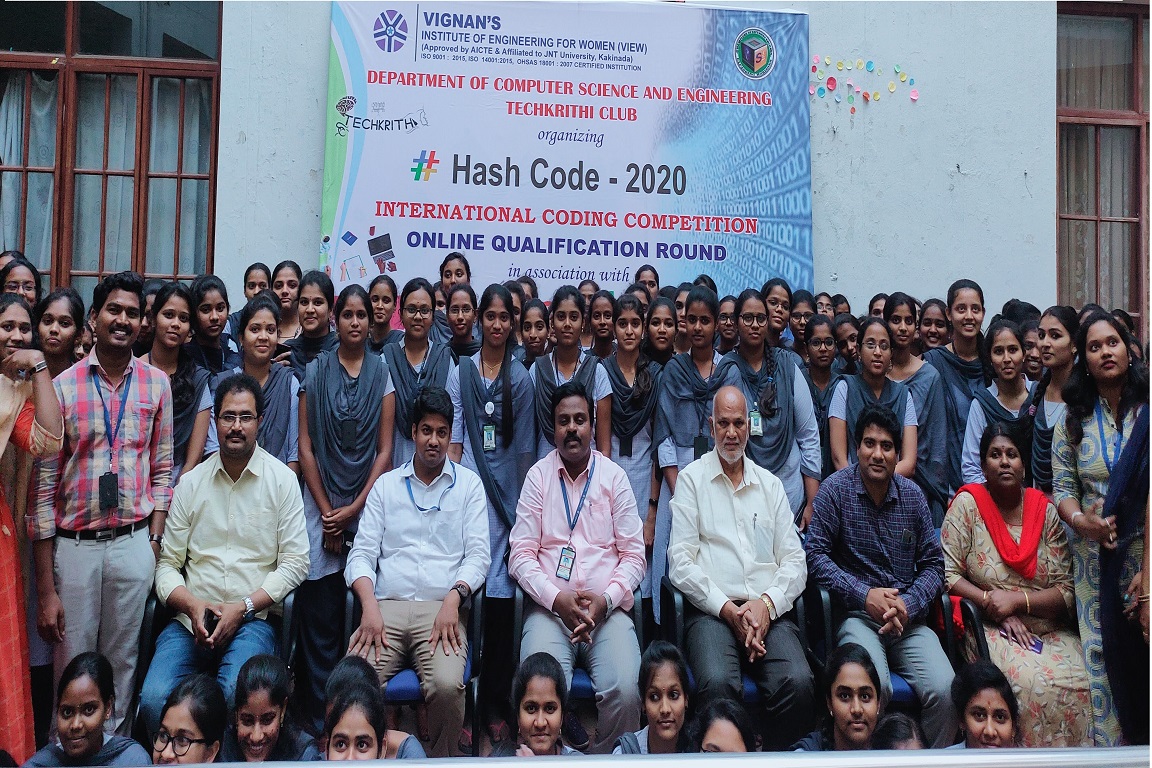 VIGNAN'S
INSTITUTE OF ENGINEERING FOR WOMEN (VIEW)
(Approved by AICTE & Affiliated to JNT University, Kakinada)
ISO 9001 : 2015, ISO 14001:2015, OHSAS 18001 : 2007 CERTIFIED INSTITUTION
DEPARTMENT OF COMPUTER SCIENCE AND ENGINEERING
TECHKRITHI CLUB
TECHKRITHI
organizing
# Hash Code - 2020
INTERNATIONAL CODING COMPETITION
ONLINE QUALIFICATION ROUND
in association with